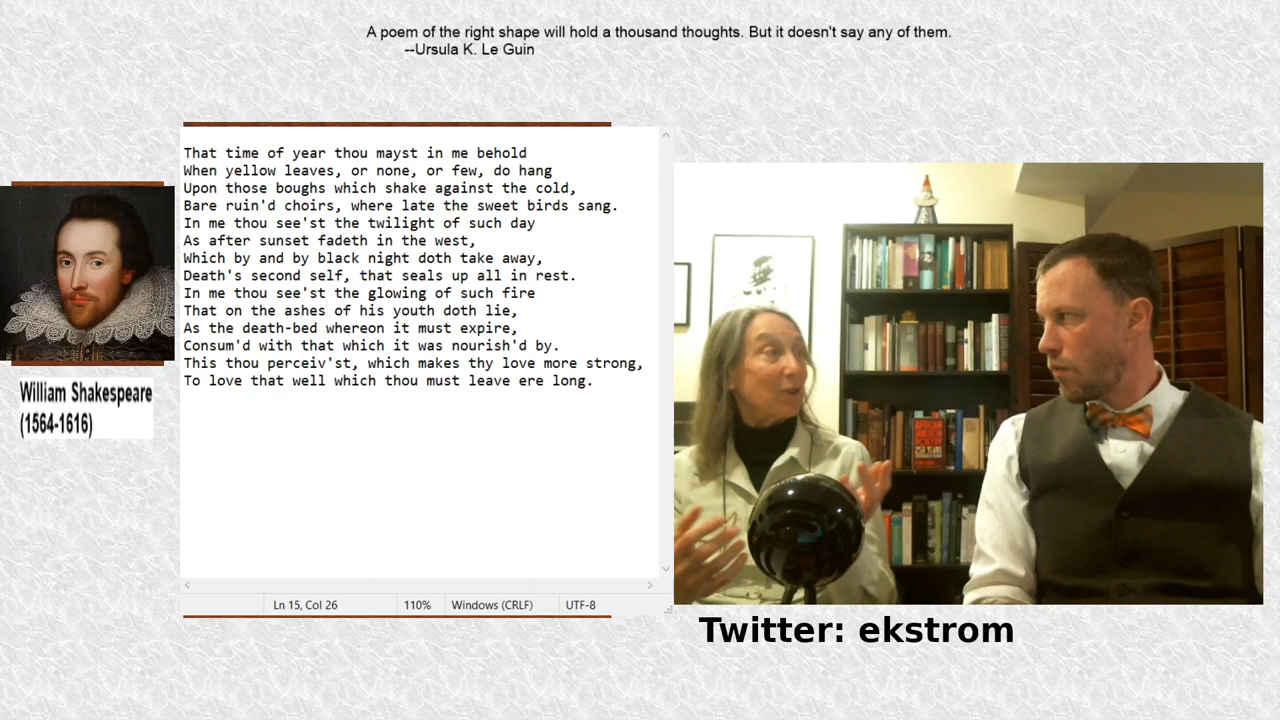 A poem of the right shape will hold a thousand thoughts. But it doesn't say any of them.
--Ursula K. Le Guin
That time of year thou mayst in me behold
When yellow leaves, or none, or few, do hang
Upon those boughs which shake against the cold,
Bare ruin'd choirs, where late the sweet birds sang.
In me thou see'st the twilight of such day
As after sunset fadeth in the west,
Which by and by black night doth take away,
Death's second self, that seals up all in rest.
In me thou see'st the glowing of such fire
That on the ashes of his youth doth lie,
As the death-bed whereon it must expire,
Consum'd with that which it was nourish'd by.
This thou perceiv'st, which makes thy love more strong,
To love that well which thou must leave ere long.
William Shakespeare
(1564-1616)
Ln 15, Col 26
110%
Windows (CRLF)
UTF-8
AFRICAN
250 YEARS
Twitter: ekstrom